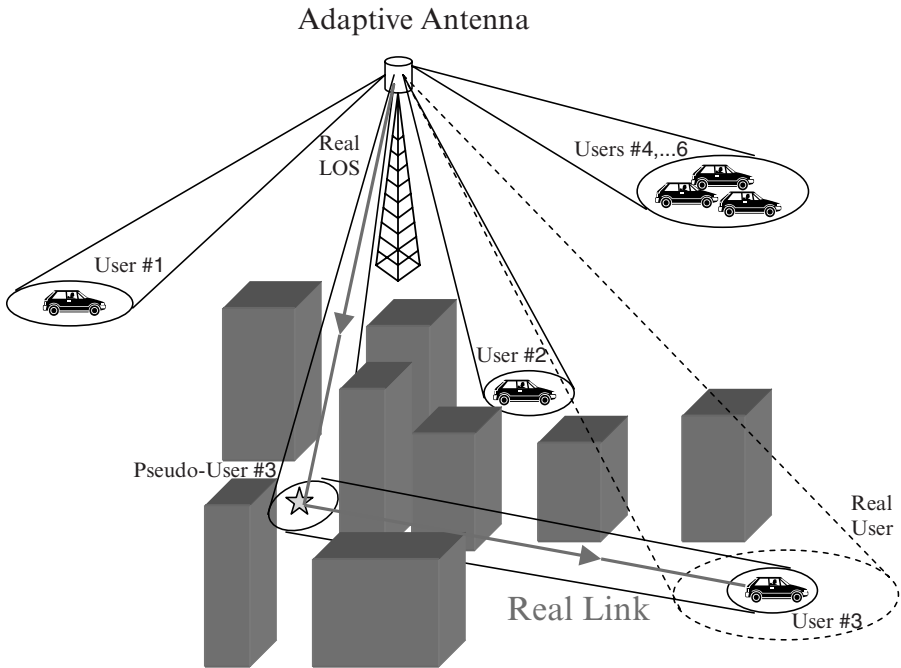 Adaptive Antenna
Real
LOS
Users #4,...6
User #1
User #2
Pseudo-User #3
Real
User
Real Link
User #3